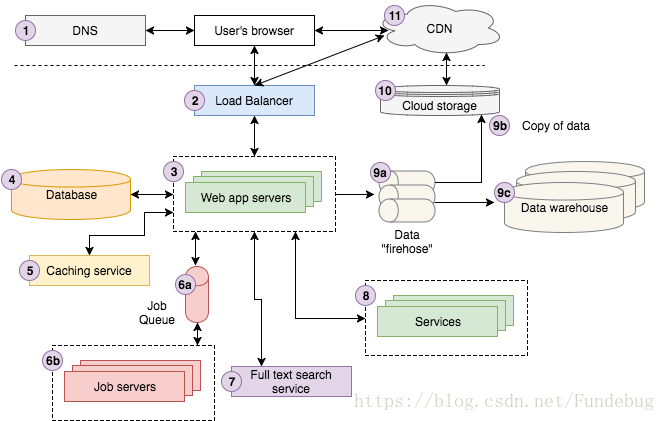 1
DNS
User's browser
11
CDN
2
Load Balancer
10
Cloud storage
9b
Copy of data
3
Web app servers
4
Database
9a
Data
"firehose"
9c
Data warehouse
5
Caching service
6a
Job
Queue
8
Services
6b
Job servers
7
Full text search
service
https://blog.csdn.net/Fundebug